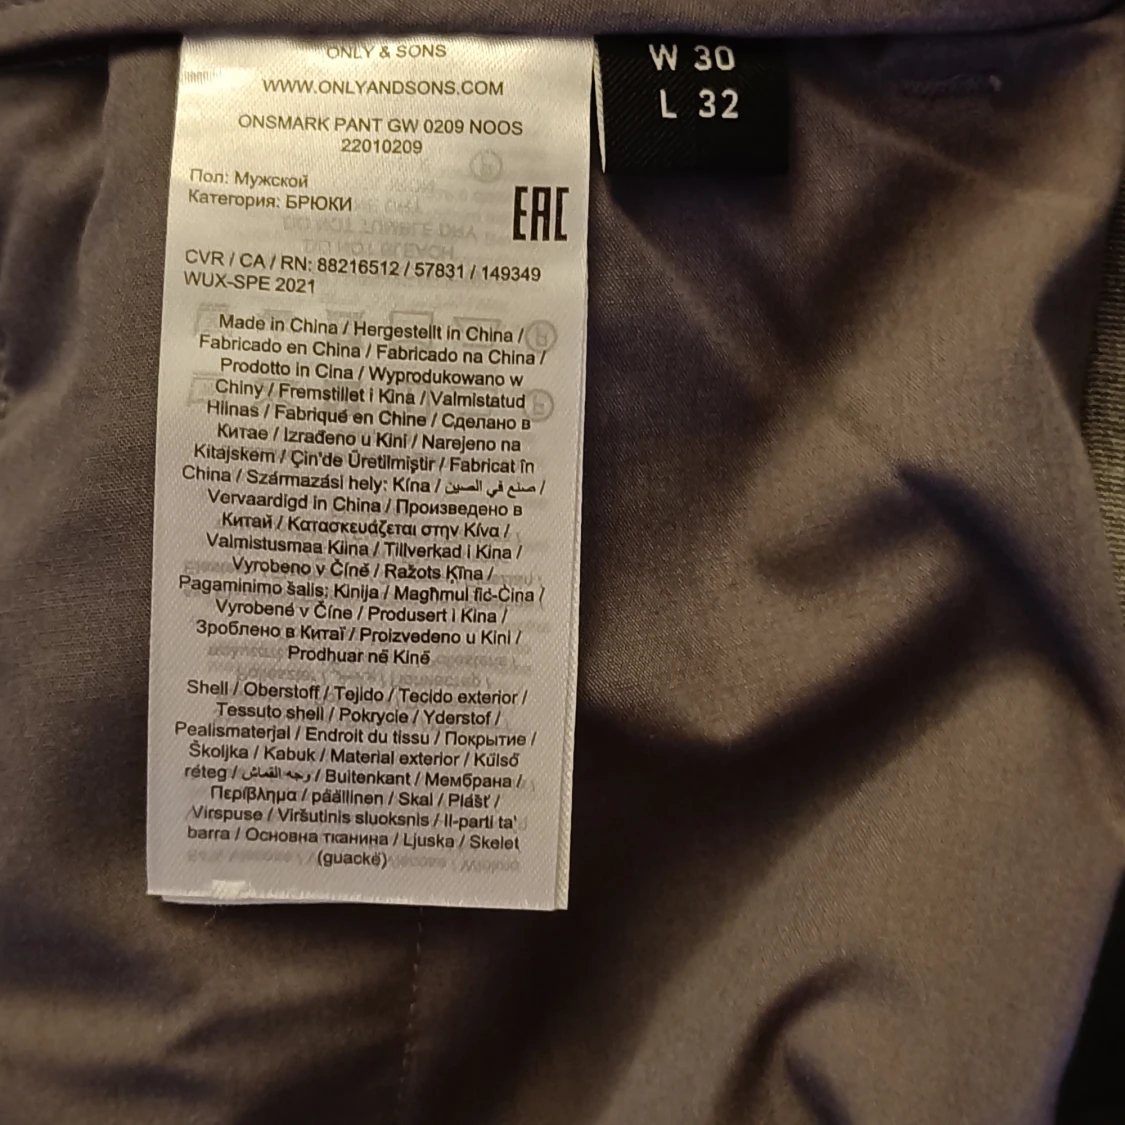 ONLY & SONS
WWW.ONLYANDSONS.COM
ONSMARK PANT GW 0209 NOOS
22010209
Пол: Мужской
Категория: БРЮКИ
EAC
CVR / CA / RN: 88216512 / 57831 / 149349
WUX-SPE 2021
Made in China / Hergestellt in China /
Fabricado en China / Fabricado na China /
Prodotto in Cina / Wyprodukowano w
Chiny / Fremstillet i Kina / Valmistatud
Hiinas / Fabriqué en Chine / Сделано в
Китае / Izrađeno u Kini / Narejeno na
Kitajskem / Çin'de Üretilmiştir / Fabricat în
China / Származási hely: Kína / صنع في الصين /
Vervaardigd in China / Произведено в
Китай / Κατασκευάζεται στην Κίνα /
Valmistusmaa Kiina / Tillverkad i Kina /
Vyrobeno v Číně / Ražots Ķīna /
Pagaminimo šalis: Kinija / Magħmul fiċ-Ċina /
Vyrobené v Číne / Produsert i Kina /
Зроблено в Китаї / Proizvedeno u Kini /
Prodhuar në Kinë
Shell / Oberstoff / Tejido / Tecido exterior /
Tessuto shell / Pokrycie / Yderstof /
Pealismaterjal / Endroit du tissu / Покрытие /
Školjka / Kabuk / Material exterior / Külső
réteg / وجه القماش / Buitenkant / Мембрана /
Περίβλημα / päällinen / Skal / Plášť /
Virspuse / Viršutinis sluoksnis / Il-parti ta'
barra / Основна тканина / Ljuska / Skelet
(guackë)
W 30
L 32